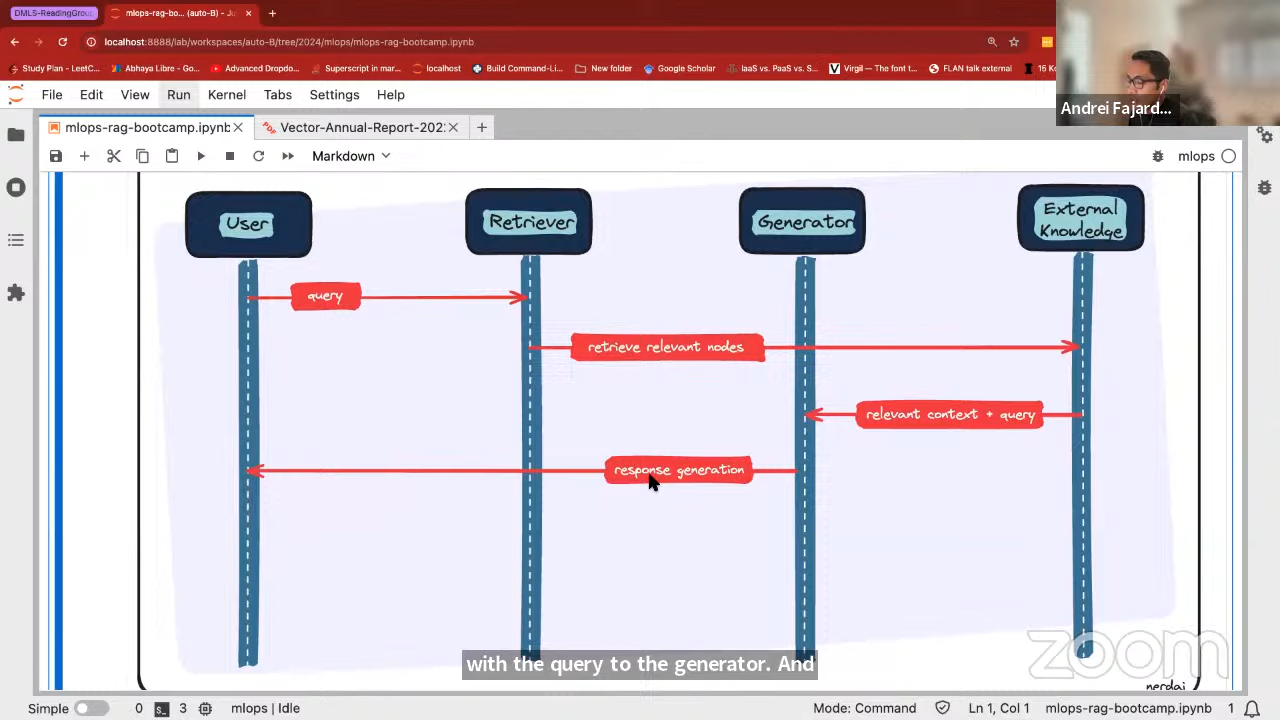 DMLS-ReadingGroup
mlops-rag-bo... (auto-B) - Ju
localhost:8888/lab/workspaces/auto-B/tree/2024/mlops/mlops-rag-bootcamp.ipynb
Study Plan - LeetC...
Abhaya Libre - Go...
Advanced Dropdo...
Superscript in mar...
localhost
Build Command-Li...
New folder
Google Scholar
IaaS vs. PaaS vs. S...
Virgil — The font t...
FLAN talk external
16 Ko
Andrei Fajard...
File Edit View Run Kernel Tabs Settings Help
mlops-rag-bootcamp.ipynb
Vector-Annual-Report-202
Markdown
mlops
User
Retriever
Generator
External
Knowledge
query
retrieve relevant nodes
relevant context + query
response generation
with the query to the generator. And
zoom
nerdai
Simple
0
3
mlops | Idle
Mode: Command
Ln 1, Col 1
mlops-rag-bootcamp.ipynb
1